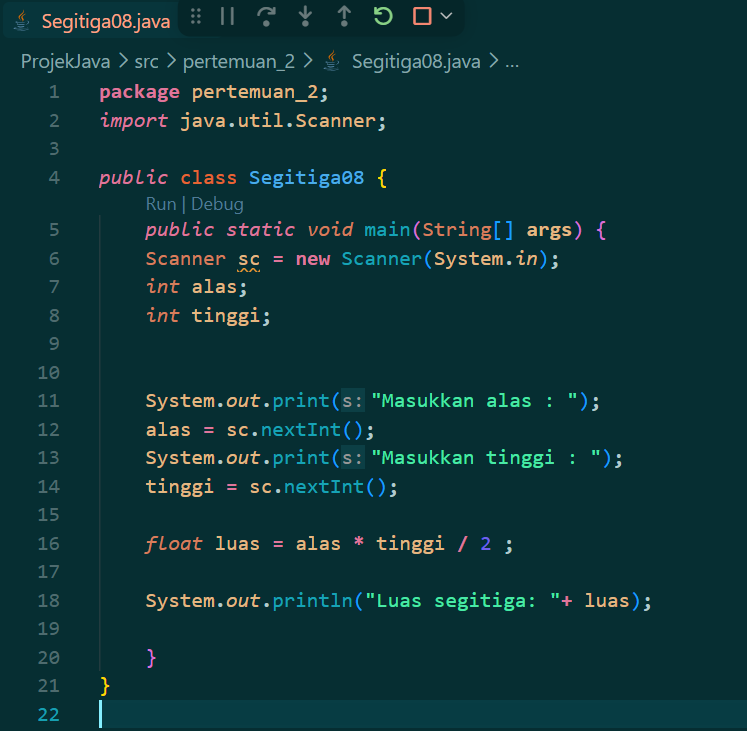 Segitiga08.java
ProjekJava > src > pertemuan_2 > Segitiga08.java > ...
1 package pertemuan_2;
2 import java.util.Scanner;
3
4 public class Segitiga08 {
Run | Debug
5 public static void main(String[] args) {
6 Scanner sc = new Scanner(System.in);
7 int alas;
8 int tinggi;
9
10
11 System.out.print(s: "Masukkan alas : ");
12 alas = sc.nextInt();
13 System.out.print(s: "Masukkan tinggi : ");
14 tinggi = sc.nextInt();
15
16 float luas = alas * tinggi / 2 ;
17
18 System.out.println("Luas segitiga: "+ luas);
19
20 }
21 }
22